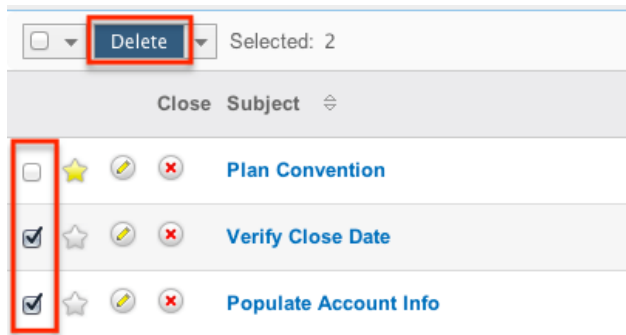 Delete Selected: 2
Close Subject
Plan Convention
Verify Close Date
Populate Account Info